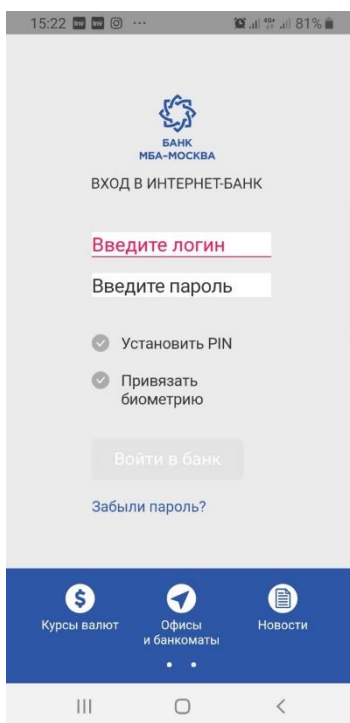 15:22
81%
БАНК
МБА-МОСКВА
ВХОД В ИНТЕРНЕТ-БАНК
Введите логин
Введите пароль
Установить PIN
Привязать
биометрию
Войти в банк
Забыли пароль?
Курсы валют
Офисы
и банкоматы
Новости